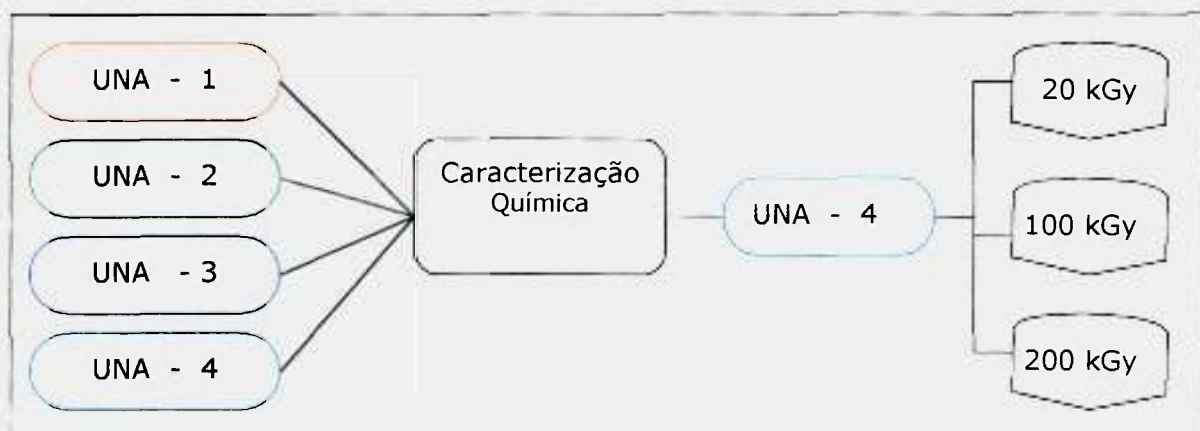 UNA - 1
UNA - 2
UNA - 3
UNA - 4
Caracterização
Química
UNA - 4
20 kGy
100 kGy
200 kGy